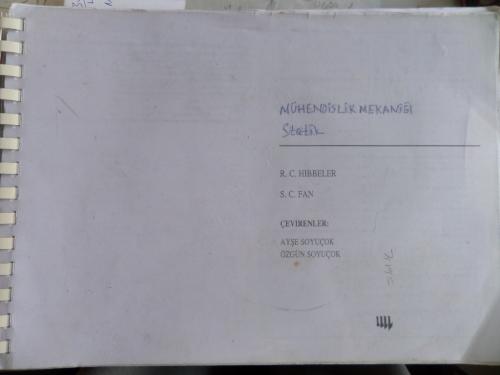 MÜHENDİSLİK MEKANİĞİ
Statik
R. C. HIBBELER
S. C. FAN
ÇEVİRENLER:
AYŞE SOYUÇOK
ÖZGÜN SOYUÇOK